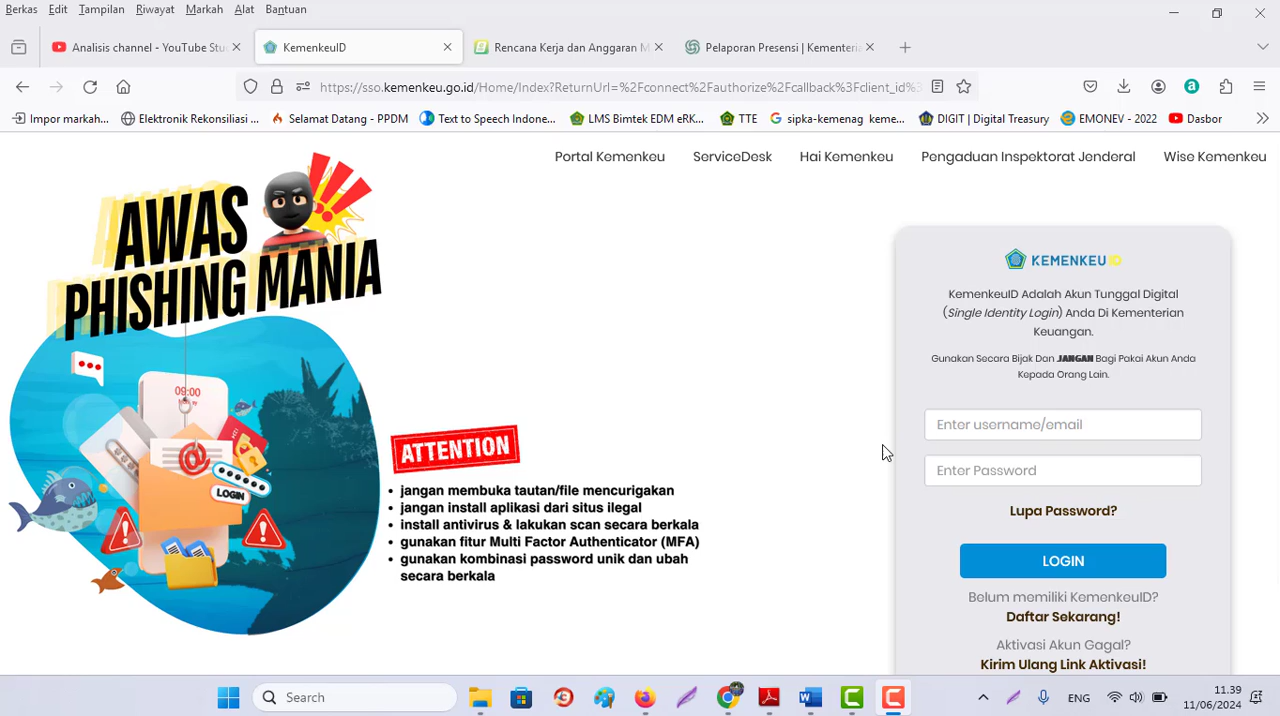 Berkas Edit Tampilan Riwayat Markah Alat Bantuan
Analisis channel - YouTube Stu
KemenkeuID
Rencana Kerja dan Anggaran M
Pelaporan Presensi | Kementeria
https://sso.kemenkeu.go.id/Home/Index?ReturnUrl=%2Fconnect%2Fauthorize%2Fcallback%3Fclient_id
Impor markah...
Elektronik Rekonsiliasi ...
Selamat Datang - PPDM
Text to Speech Indone...
LMS Bimtek EDM eRK...
TTE
sipka-kemenag keme...
DIGIT | Digital Treasury
EMONEV - 2022
Dasbor
Portal Kemenkeu ServiceDesk Hai Kemenkeu Pengaduan Inspektorat Jenderal Wise Kemenkeu
AWAS
PHISHING MANIA
LOGIN
ATTENTION
• jangan membuka tautan/file mencurigakan
• jangan install aplikasi dari situs ilegal
• install antivirus & lakukan scan secara berkala
• gunakan fitur Multi Factor Authenticator (MFA)
• gunakan kombinasi password unik dan ubah
secara berkala
KEMENKEUID
KemenkeuID Adalah Akun Tunggal Digital
(Single Identity Login) Anda Di Kementerian
Keuangan.
Gunakan Secara Bijak Dan JANGAN Bagi Pakai Akun Anda
Kepada Orang Lain.
Enter username/email
Enter Password
Lupa Password?
LOGIN
Belum memiliki KemenkeuID?
Daftar Sekarang!
Aktivasi Akun Gagal?
Kirim Ulang Link Aktivasi!
Search
ENG
11.39
11/06/2024